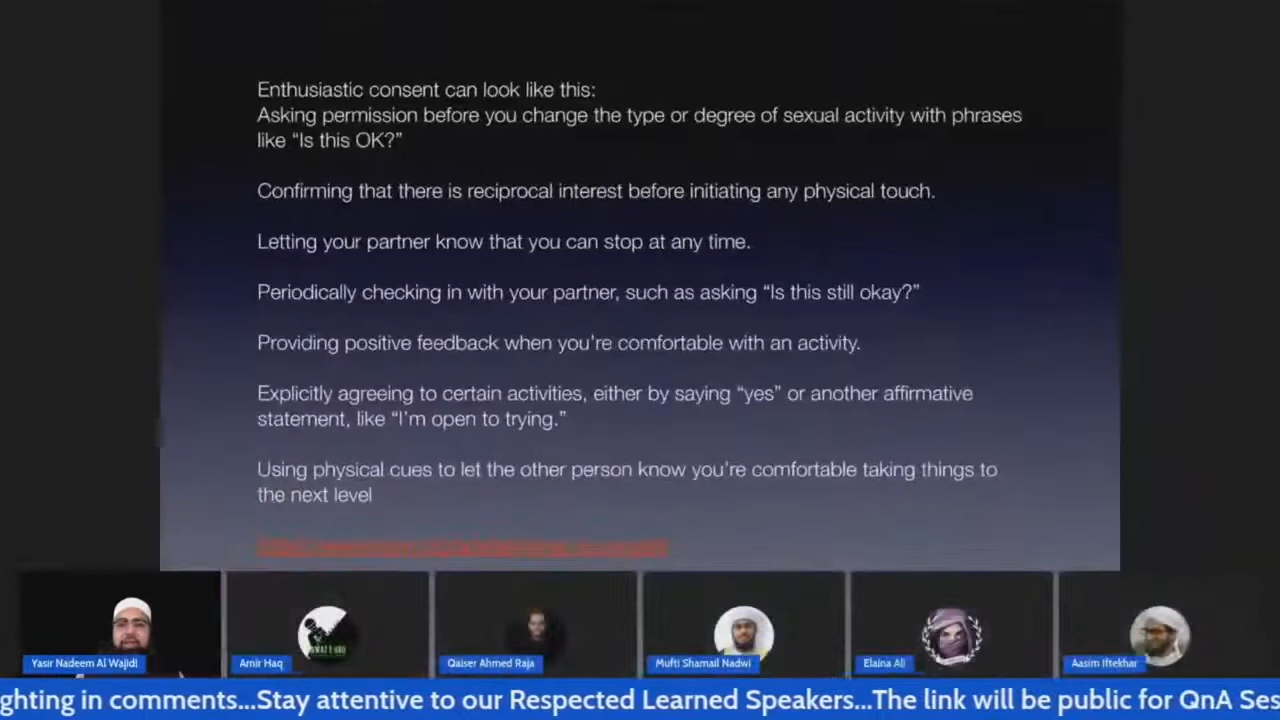 Enthusiastic consent can look like this:
Asking permission before you change the type or degree of sexual activity with phrases
like “Is this OK?”
Confirming that there is reciprocal interest before initiating any physical touch.
Letting your partner know that you can stop at any time.
Periodically checking in with your partner, such as asking “Is this still okay?”
Providing positive feedback when you’re comfortable with an activity.
Explicitly agreeing to certain activities, either by saying “yes” or another affirmative
statement, like “I’m open to trying.”
Using physical cues to let the other person know you’re comfortable taking things to
the next level
Yasir Nadeem Al Wajidi
Amir Haq
Qaiser Ahmed Raja
Mufti Shamail Nadwi
Elaina Ali
Aasim Iftekhar
ghting in comments...Stay attentive to our Respected Learned Speakers...The link will be public for QnA Ses